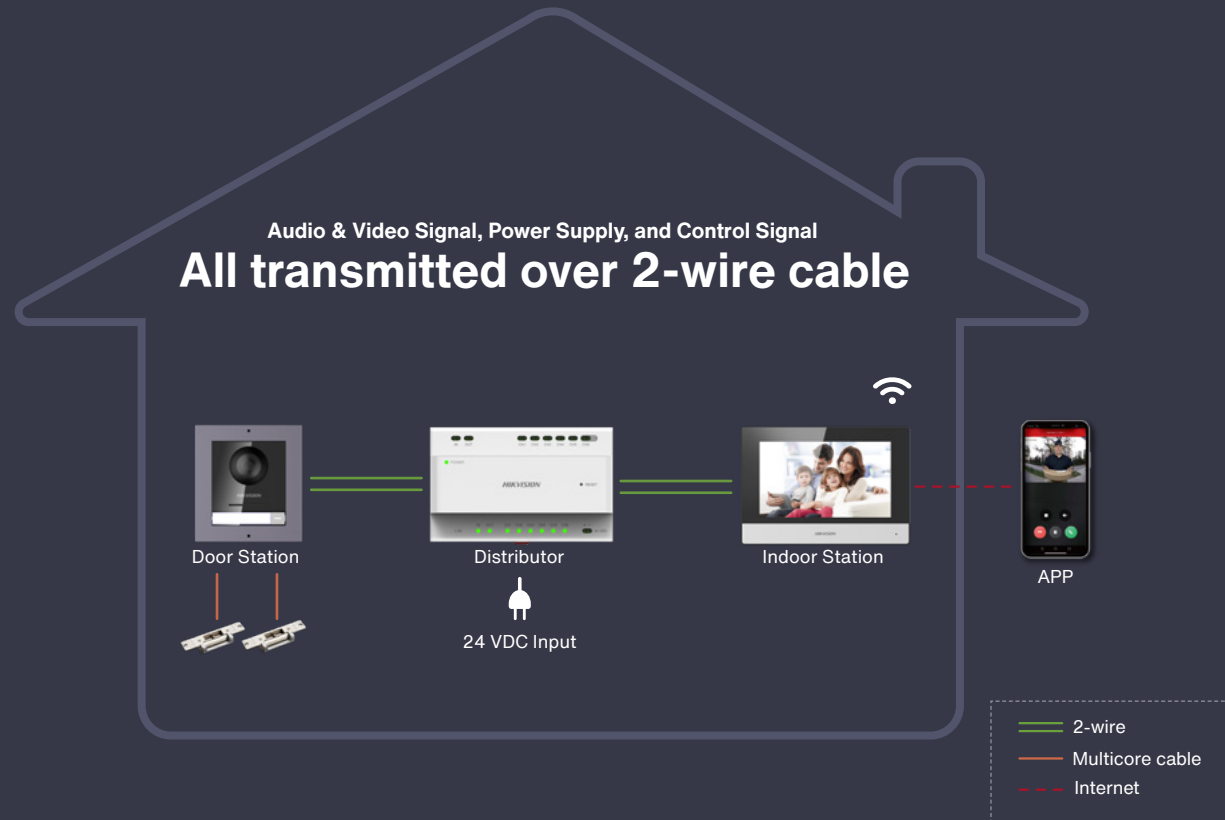 Audio & Video Signal, Power Supply, and Control Signal
All transmitted over 2-wire cable
HIKVISION
Door Station
Distributor
Indoor Station
APP
24 VDC Input
2-wire
Multicore cable
Internet